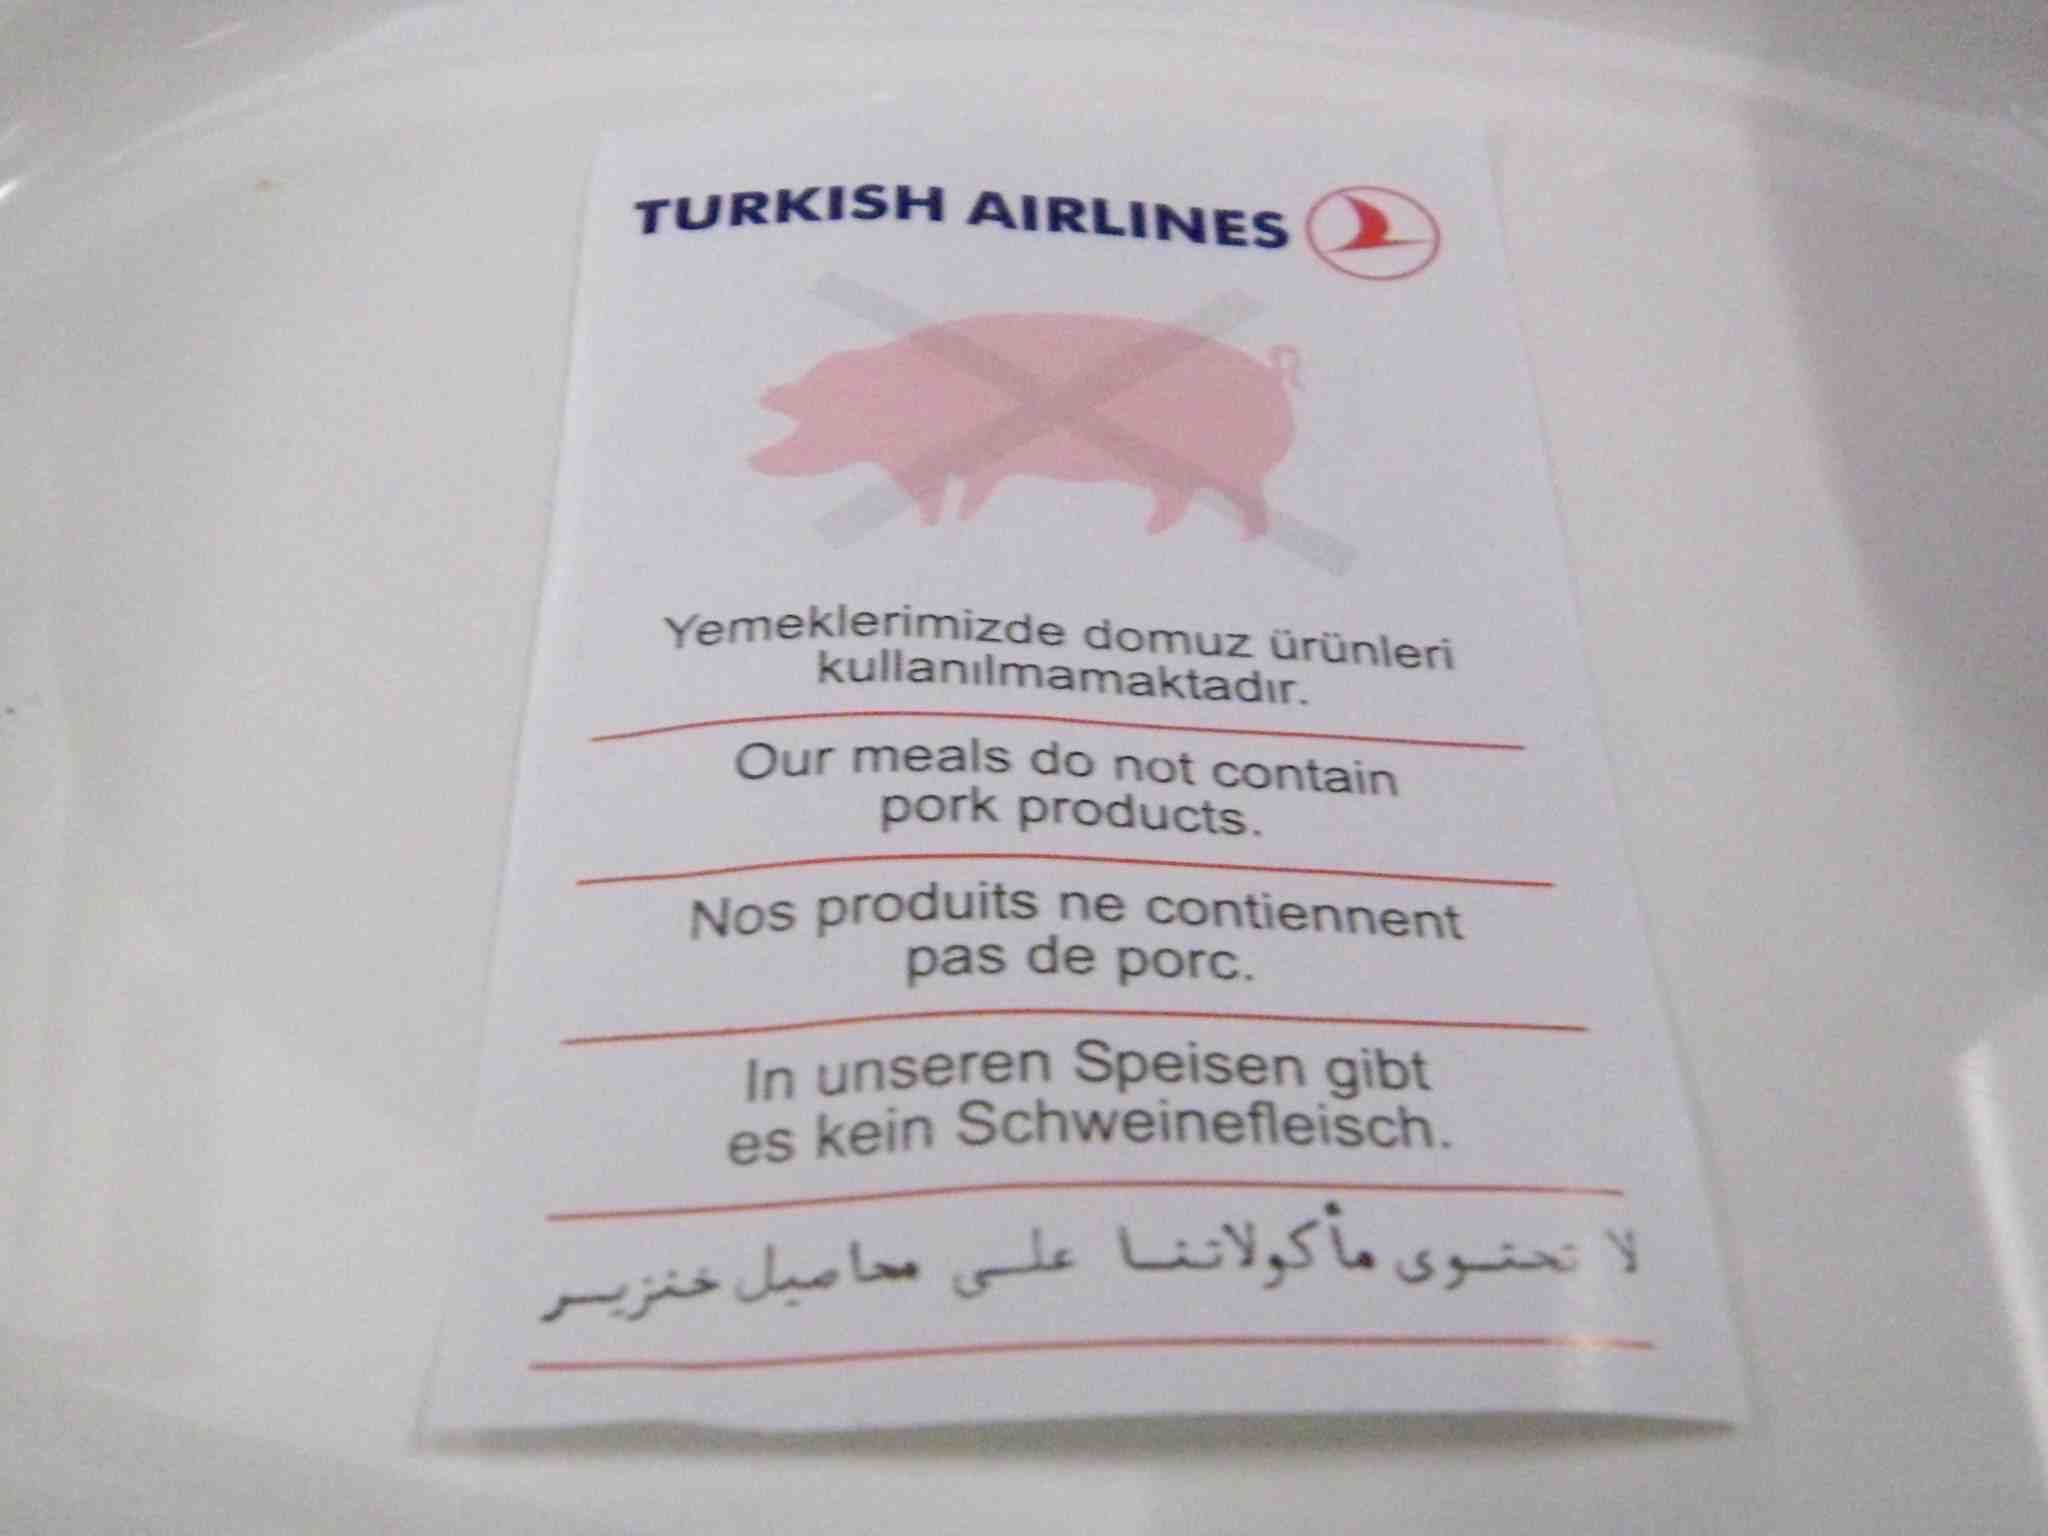 TURKISH AIRLINES
Yemeklerimizde domuz ürünleri
kullanılmamaktadır.
Our meals do not contain
pork products.
Nos produits ne contiennent
pas de porc.
In unseren Speisen gibt
es kein Schweinefleisch.
لا تحتوى مأكولاتنا على محاصيل خنزير